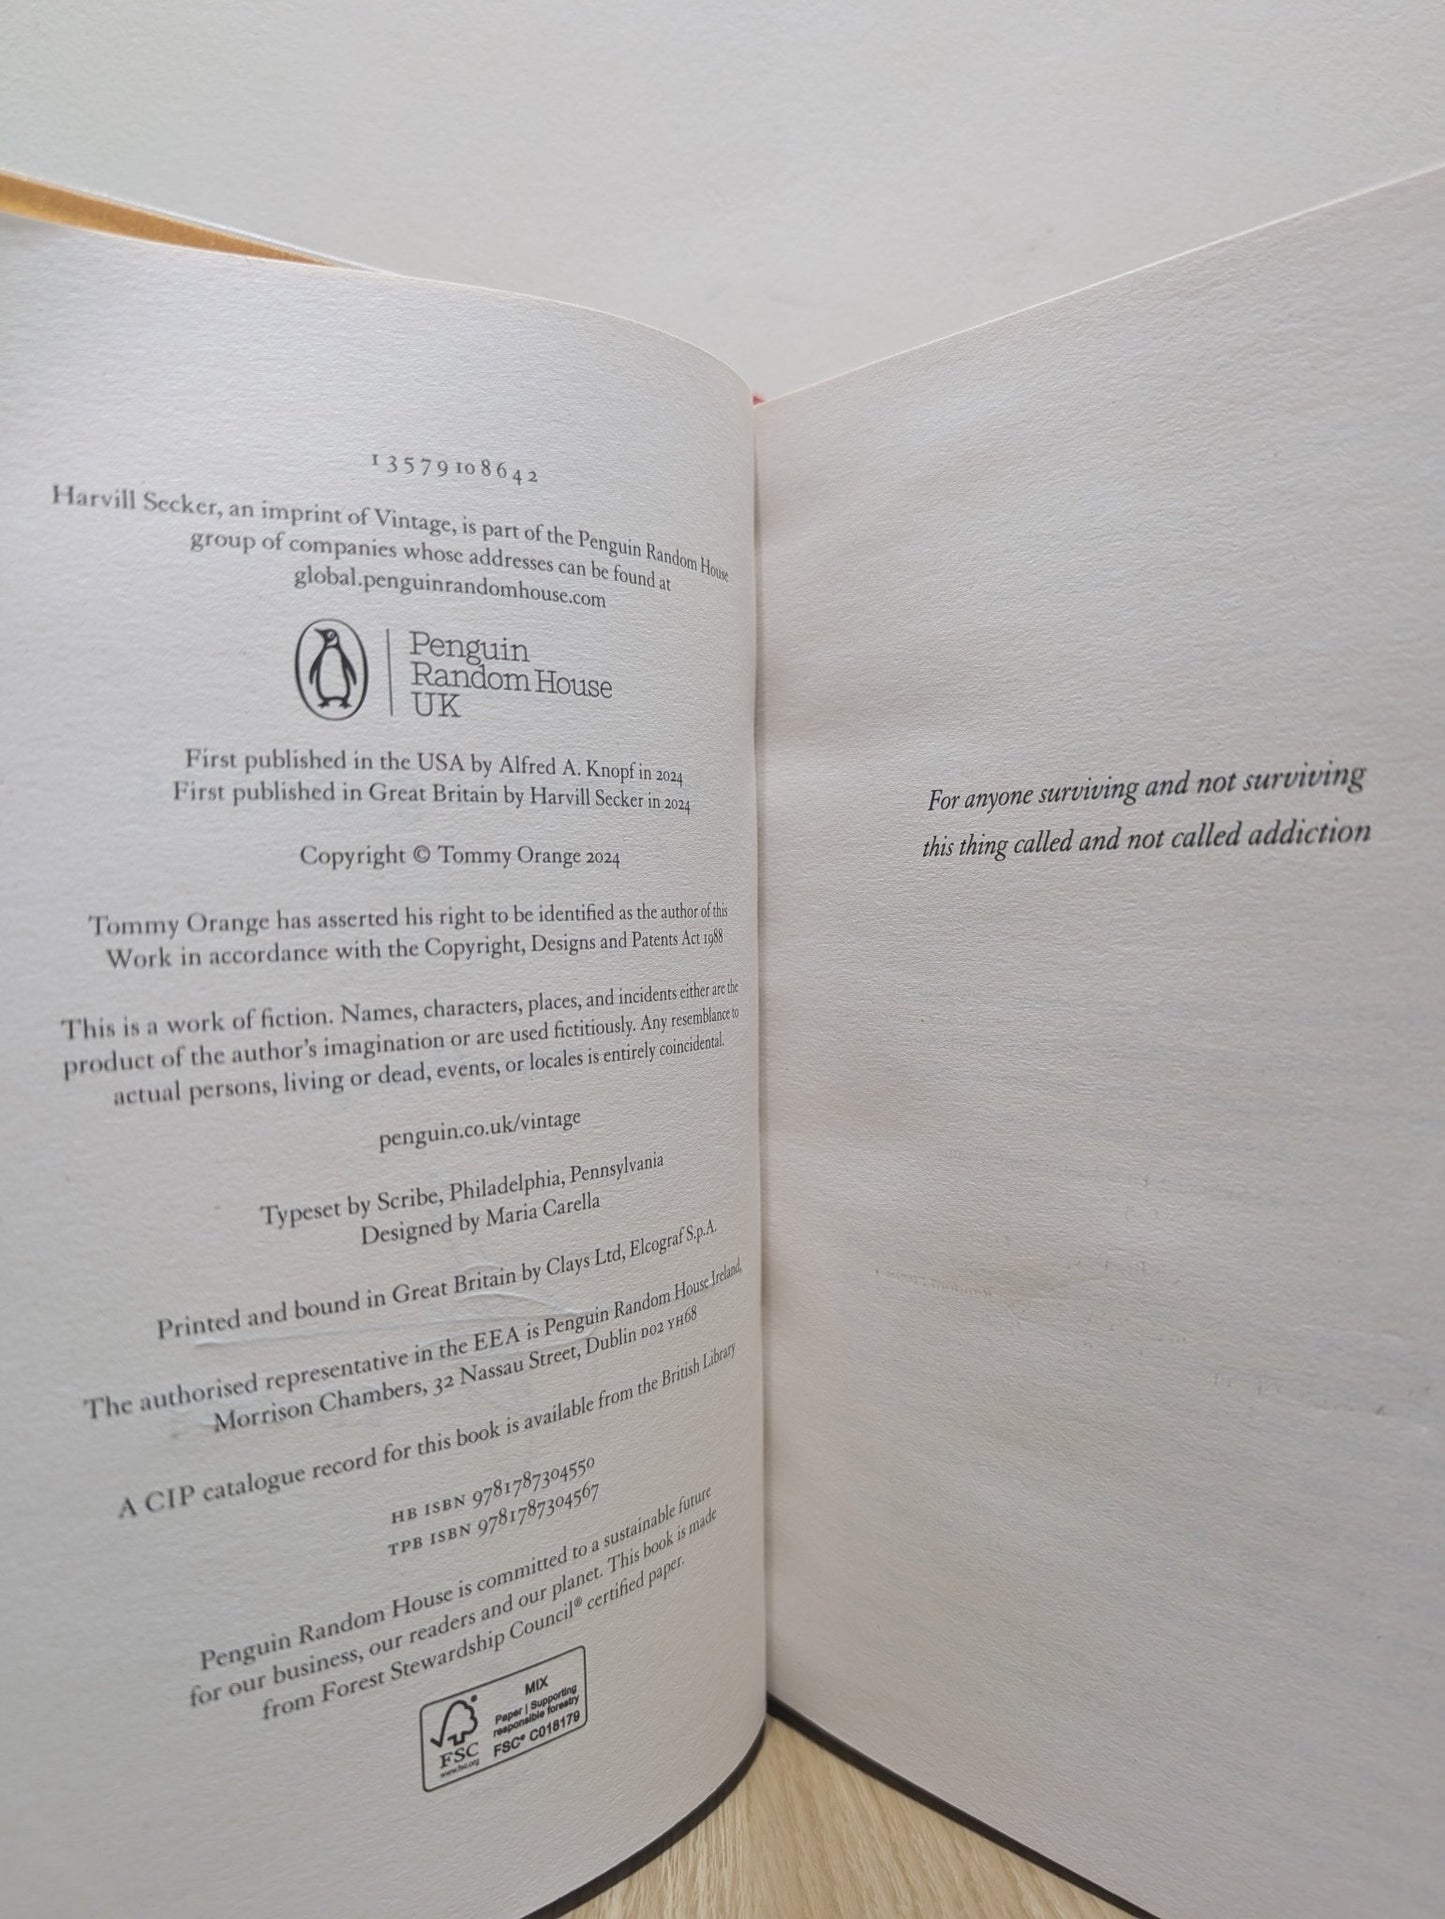 1 3 5 7 9 10 8 6 4 2
Harvill Secker, an imprint of Vintage, is part of the Penguin Random House
group of companies whose addresses can be found at
global.penguinrandomhouse.com
Penguin
Random House
UK
First published in the USA by Alfred A. Knopf in 2024
First published in Great Britain by Harvill Secker in 2024
Copyright © Tommy Orange 2024
Tommy Orange has asserted his right to be identified as the author of this
Work in accordance with the Copyright, Designs and Patents Act 1988
This is a work of fiction. Names, characters, places, and incidents either are the
product of the author's imagination or are used fictitiously. Any resemblance to
actual persons, living or dead, events, or locales is entirely coincidental.
penguin.co.uk/vintage
Typeset by Scribe, Philadelphia, Pennsylvania
Designed by Maria Carella
Printed and bound in Great Britain by Clays Ltd, Elcograf S.p.A.
The authorised representative in the EEA is Penguin Random House Ireland,
Morrison Chambers, 32 Nassau Street, Dublin D02 YH68
A CIP catalogue record for this book is available from the British Library
HB ISBN 9781787304550
TPB ISBN 9781787304567
Penguin Random House is committed to a sustainable future
for our business, our readers and our planet. This book is made
from Forest Stewardship Council® certified paper.
FSC
www.fsc.org
MIX
Paper | Supporting
responsible forestry
FSC® C018179
For anyone surviving and not surviving
this thing called and not called addiction